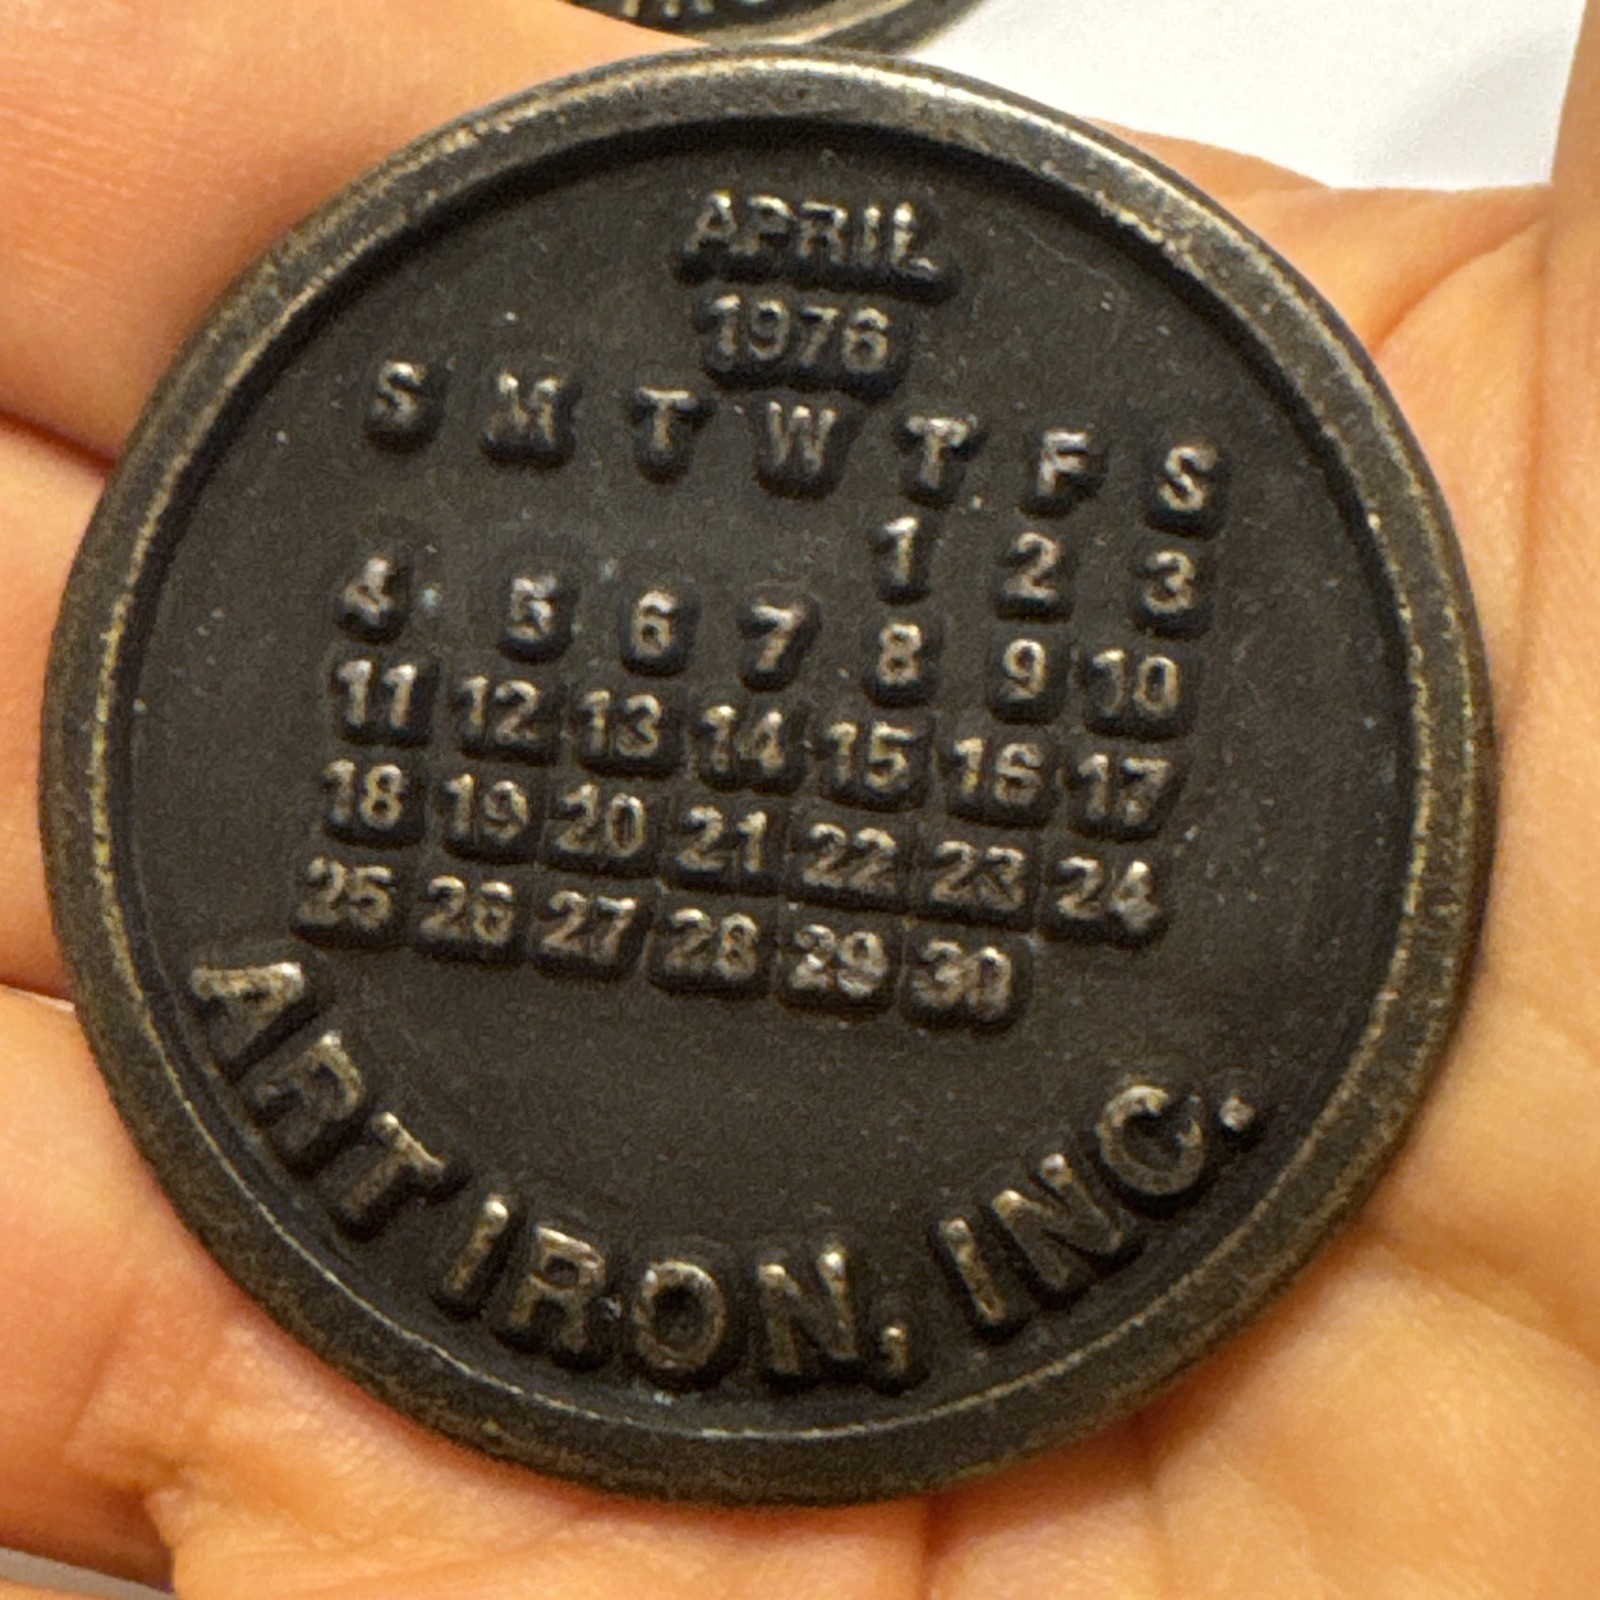 APRIL
1976
S M T W T F S
1 2 3
4 5 6 7 8 9 10
11 12 13 14 15 16 17
18 19 20 21 22 23 24
25 26 27 28 29 30
ART IRON, INC.